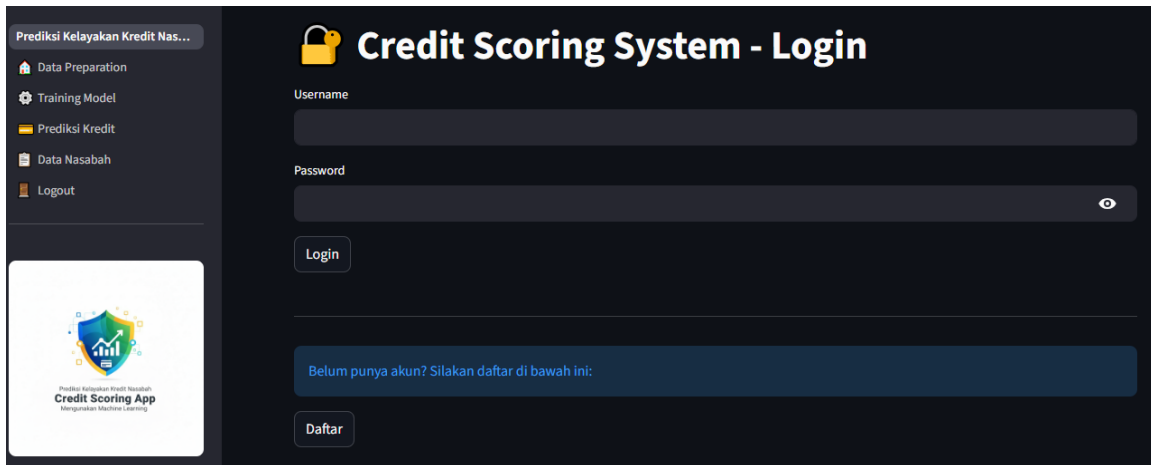 Prediksi Kelayakan Kredit Nas...
Data Preparation
Training Model
Prediksi Kredit
Data Nasabah
Logout
Prediksi Kelayakan Kredit Nasabah
Credit Scoring App
Mengunakan Machine Learning
Credit Scoring System - Login
Username
Password
Login
Belum punya akun? Silakan daftar di bawah ini:
Daftar